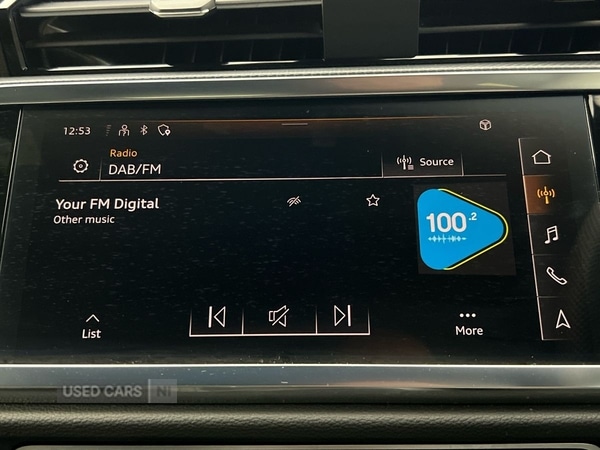 12:53
Radio
DAB/FM
Source
Your FM Digital
Other music
100.2
List
More
USED CARS NI